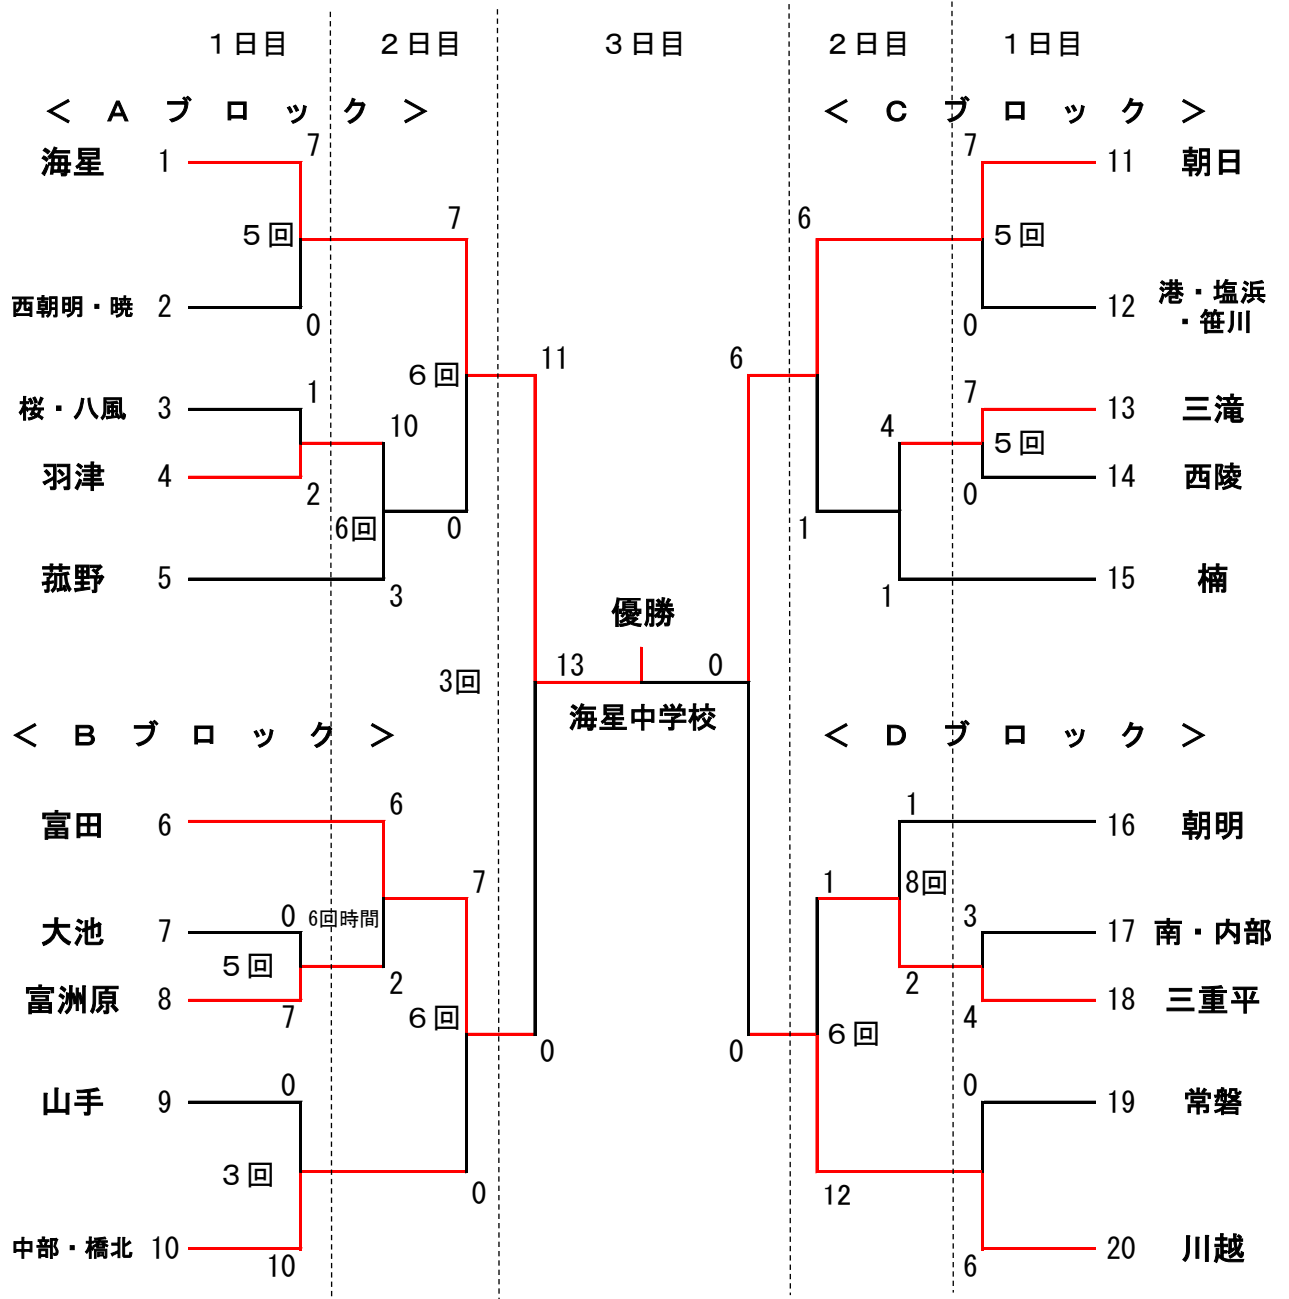 １日目 ２日目 ３日目 ２日目 １日目
＜ Ａ ブ ロ ッ ク ＞
海星 1 7
5回
7
西朝明・暁 2 0
桜・八風 3 1
10
羽津 4 2
6回
6回
0
菰野 5 3
11
＜ Ｃ ブ ロ ッ ク ＞
7 11 朝日
6
5回
0 12 港・塩浜
・笹川
6
7 13 三滝
4
5回
0 14 西陵
1
1 15 楠
優勝
3回
13 0
海星中学校
＜ Ｂ ブ ロ ッ ク ＞
富田 6 6
7
大池 7 0
6回時間
5回
富洲原 8 7
2
6回
0
山手 9 0
3回
0
中部・橋北 10 10
＜ Ｄ ブ ロ ッ ク ＞
1 16 朝明
1
8回
3 17 南・内部
2
4 18 三重平
6回
0
0 19 常磐
12
6 20 川越